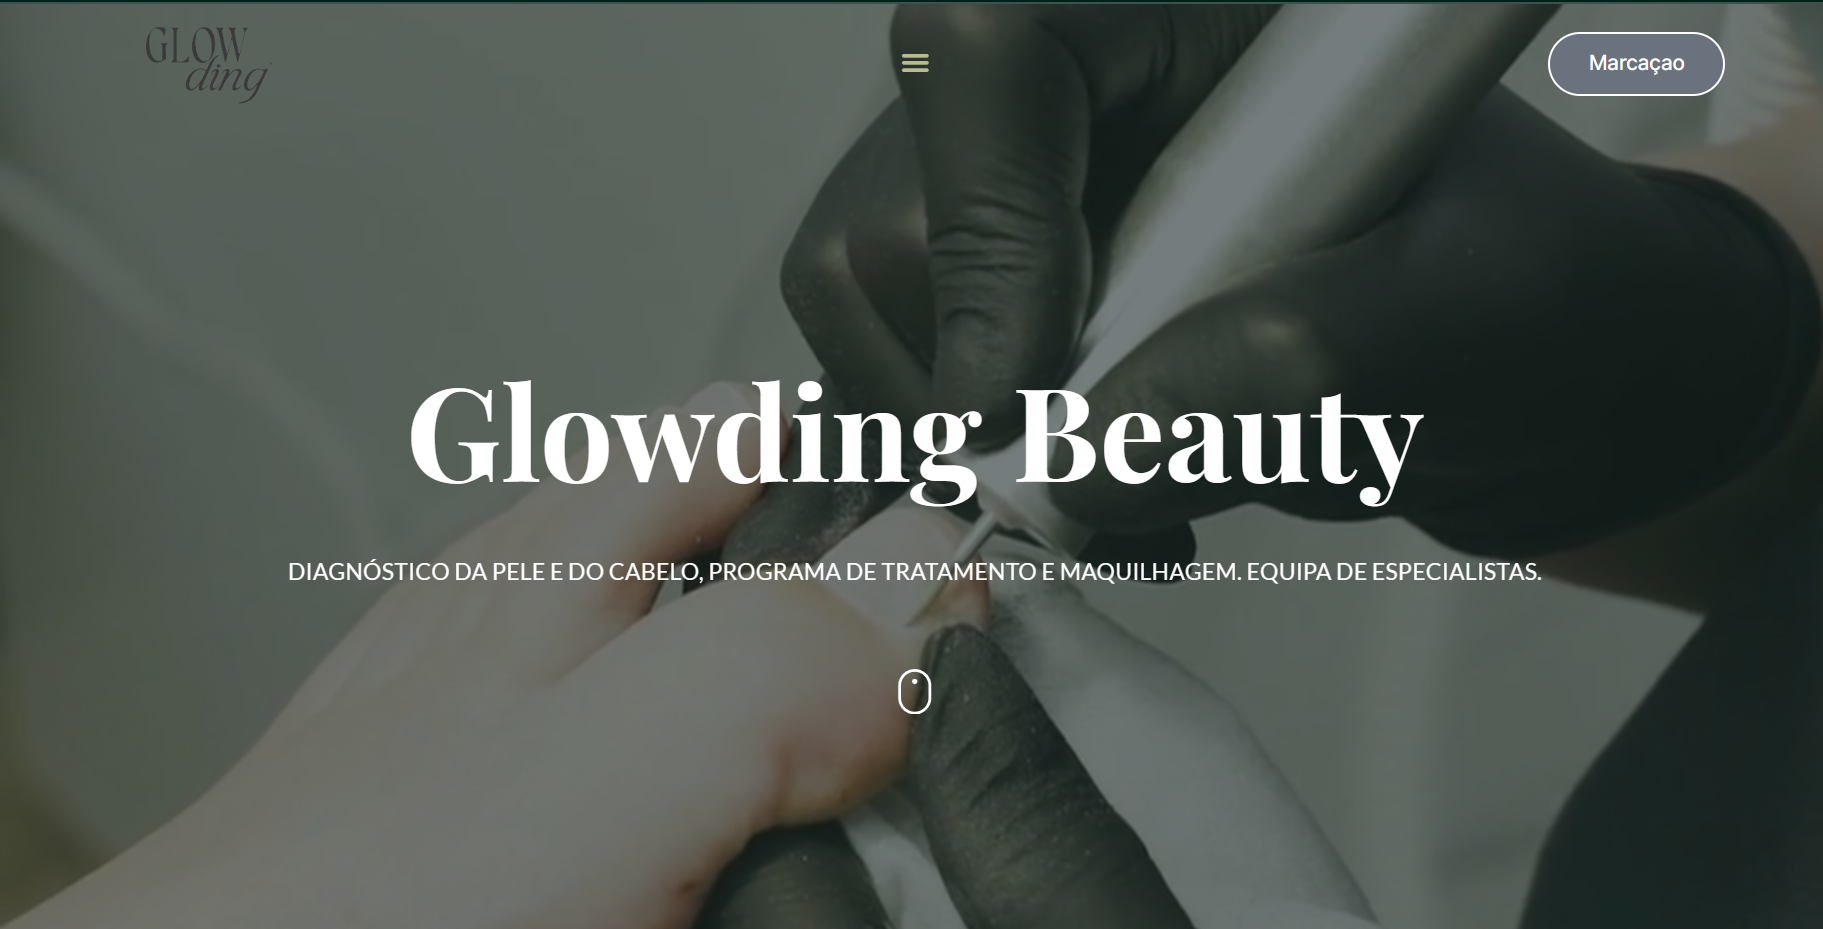 GLOW
ding
Marcaçao
Glowding Beauty
DIAGNÓSTICO DA PELE E DO CABELO, PROGRAMA DE TRATAMENTO E MAQUILHAGEM. EQUIPA DE ESPECIALISTAS.